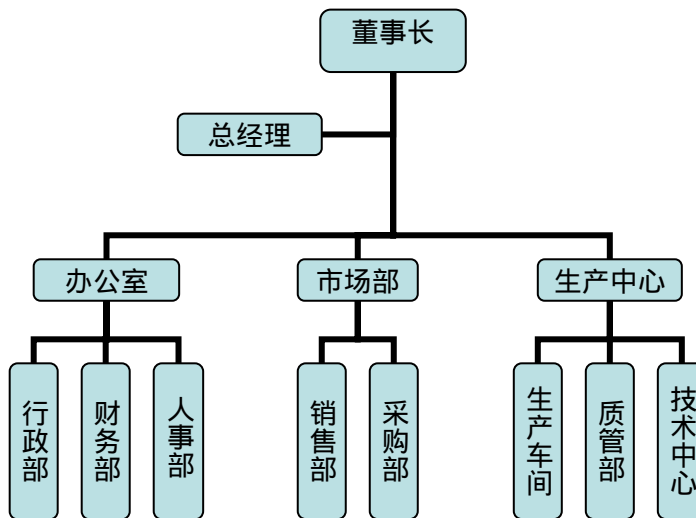 董事长
总经理
办公室
市场部
生产中心
行政部
财务部
人事部
销售部
采购部
生产车间
质管部
技术中心